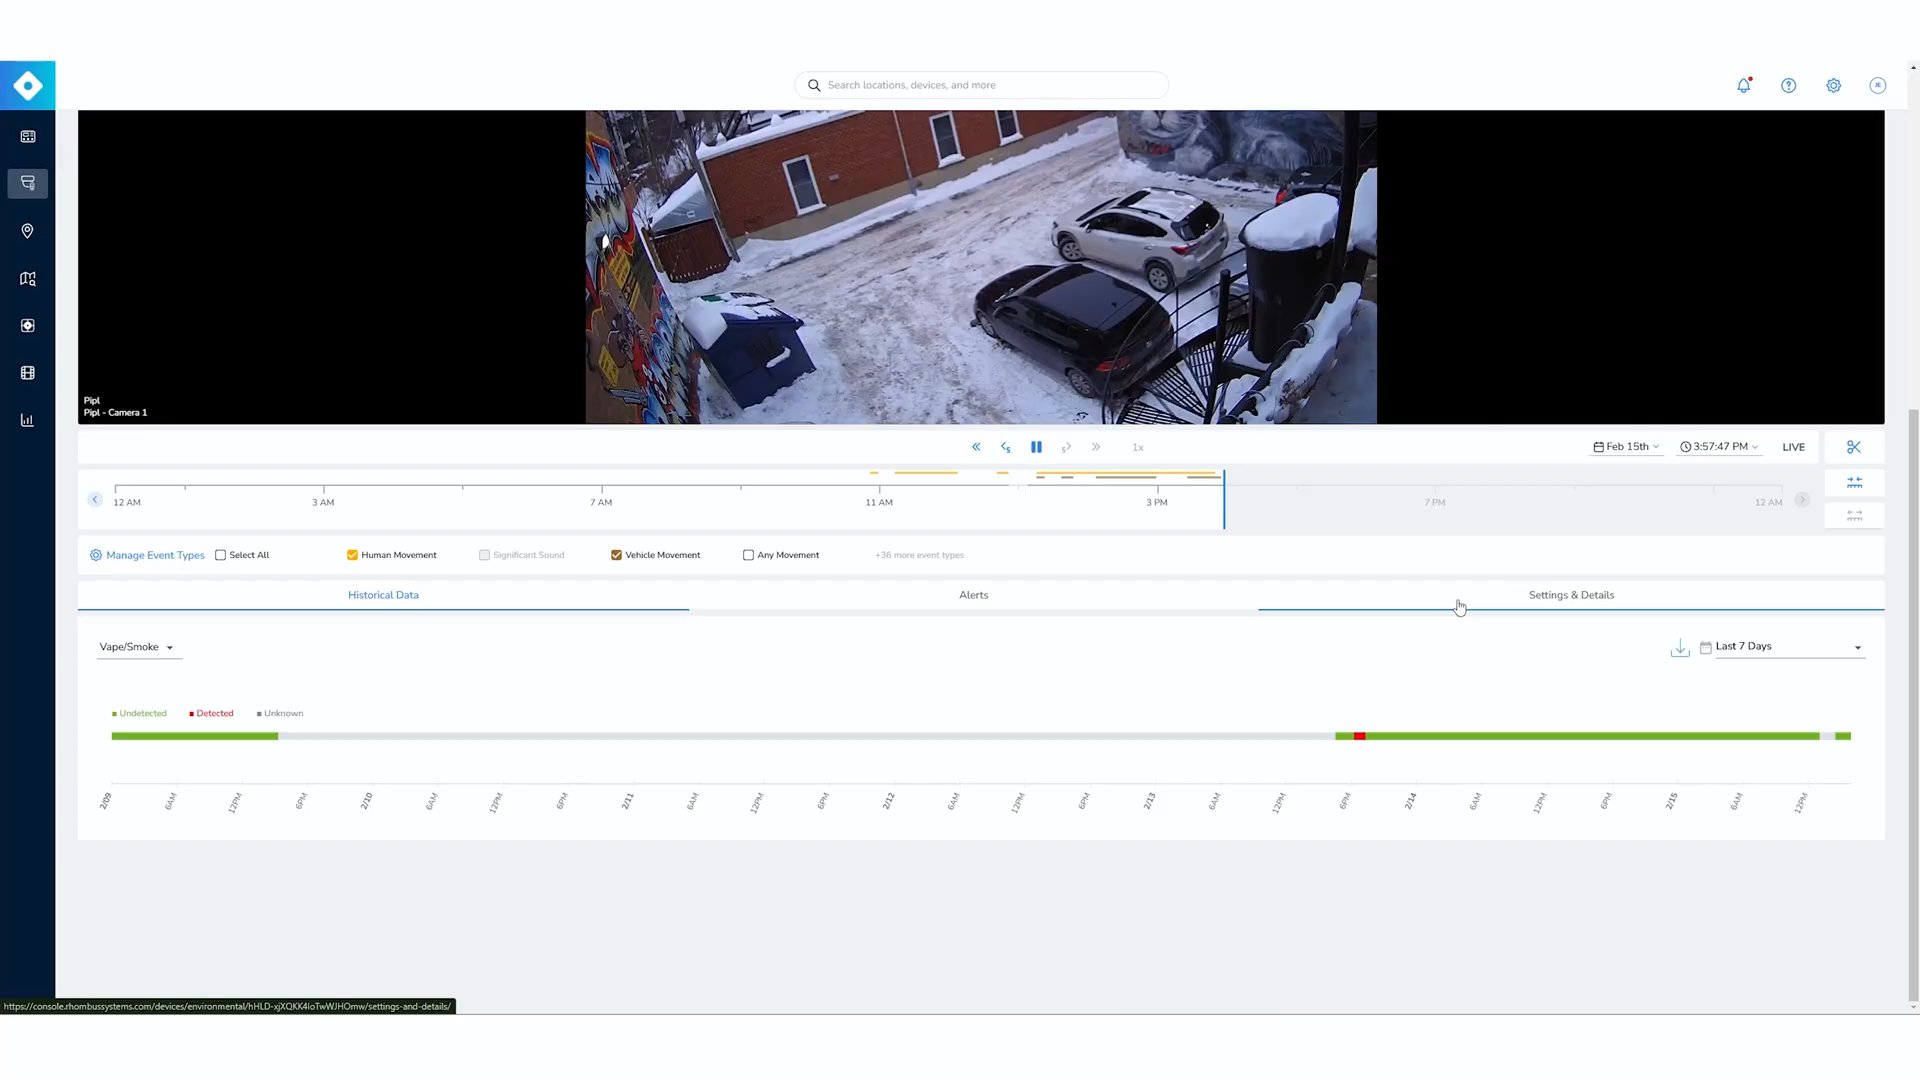 Search locations, devices, and more
Pipl
Pipl - Camera 1
1x
Feb 15th
3:57:47 PM
LIVE
12 AM
3 AM
7 AM
11 AM
3 PM
7 PM
12 AM
Manage Event Types
Select All
Human Movement
Significant Sound
Vehicle Movement
Any Movement
+36 more event types
Historical Data
Alerts
Settings & Details
Vape/Smoke
Last 7 Days
Undetected
Detected
Unknown
2/09
6AM
12PM
6PM
2/10
6AM
12PM
6PM
2/11
6AM
12PM
6PM
2/12
6AM
12PM
6PM
2/13
6AM
12PM
6PM
2/14
6AM
12PM
6PM
2/15
6AM
12PM
https://console.rhombussystems.com/devices/environmental/hHLD-xjXQKK4IoTwWJHOmw/settings-and-details/